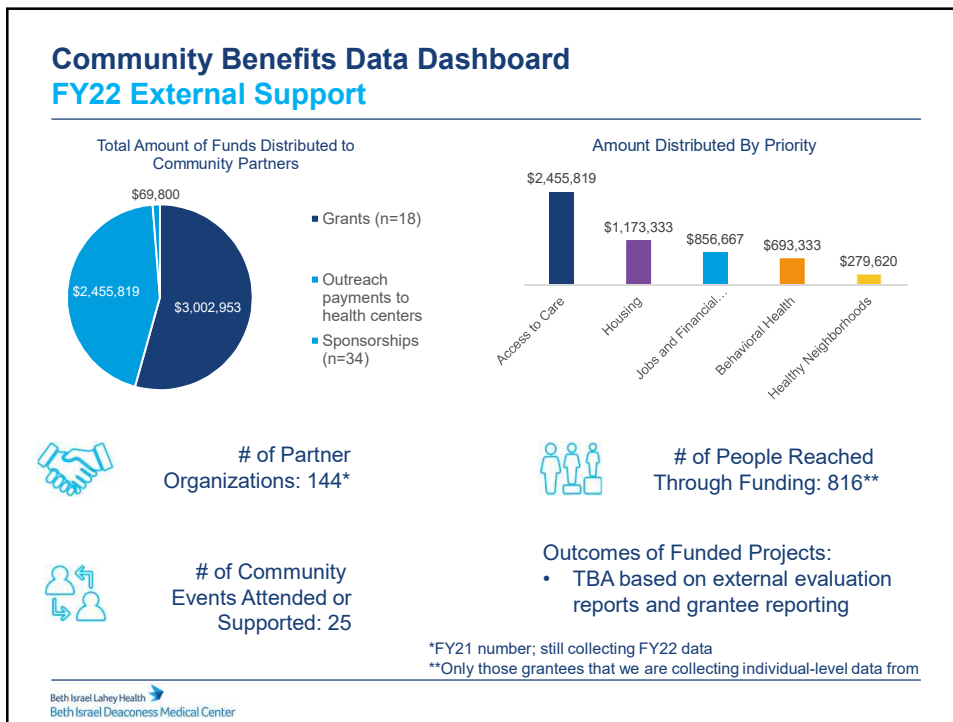 Community Benefits Data Dashboard
FY22 External Support
Total Amount of Funds Distributed to
Community Partners
$69,800
$2,455,819
$3,002,953
Grants (n=18)
Outreach
payments to
health centers
Sponsorships
(n=34)
Amount Distributed By Priority
$2,455,819
$1,173,333
$856,667
$693,333
$279,620
Access to Care
Housing
Jobs and Financial...
Behavioral Health
Healthy Neighborhoods
# of Partner
Organizations: 144*
# of People Reached
Through Funding: 816**
# of Community
Events Attended or
Supported: 25
Outcomes of Funded Projects:
• TBA based on external evaluation
reports and grantee reporting
*FY21 number; still collecting FY22 data
**Only those grantees that we are collecting individual-level data from
Beth Israel Lahey Health
Beth Israel Deaconess Medical Center